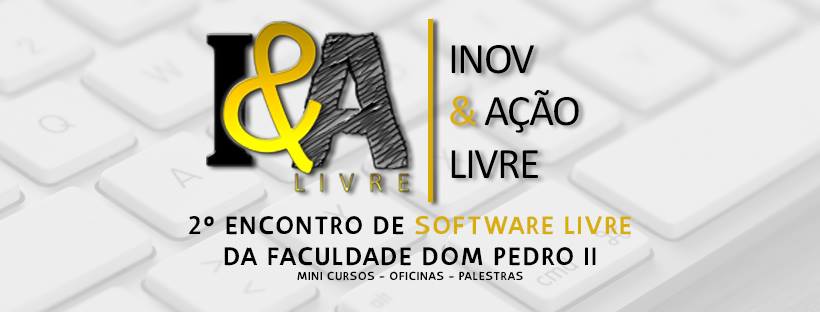 I&A
LIVRE
INOV
& AÇÃO
LIVRE
2º ENCONTRO DE SOFTWARE LIVRE
DA FACULDADE DOM PEDRO II
MINI CURSOS - OFICINAS - PALESTRAS